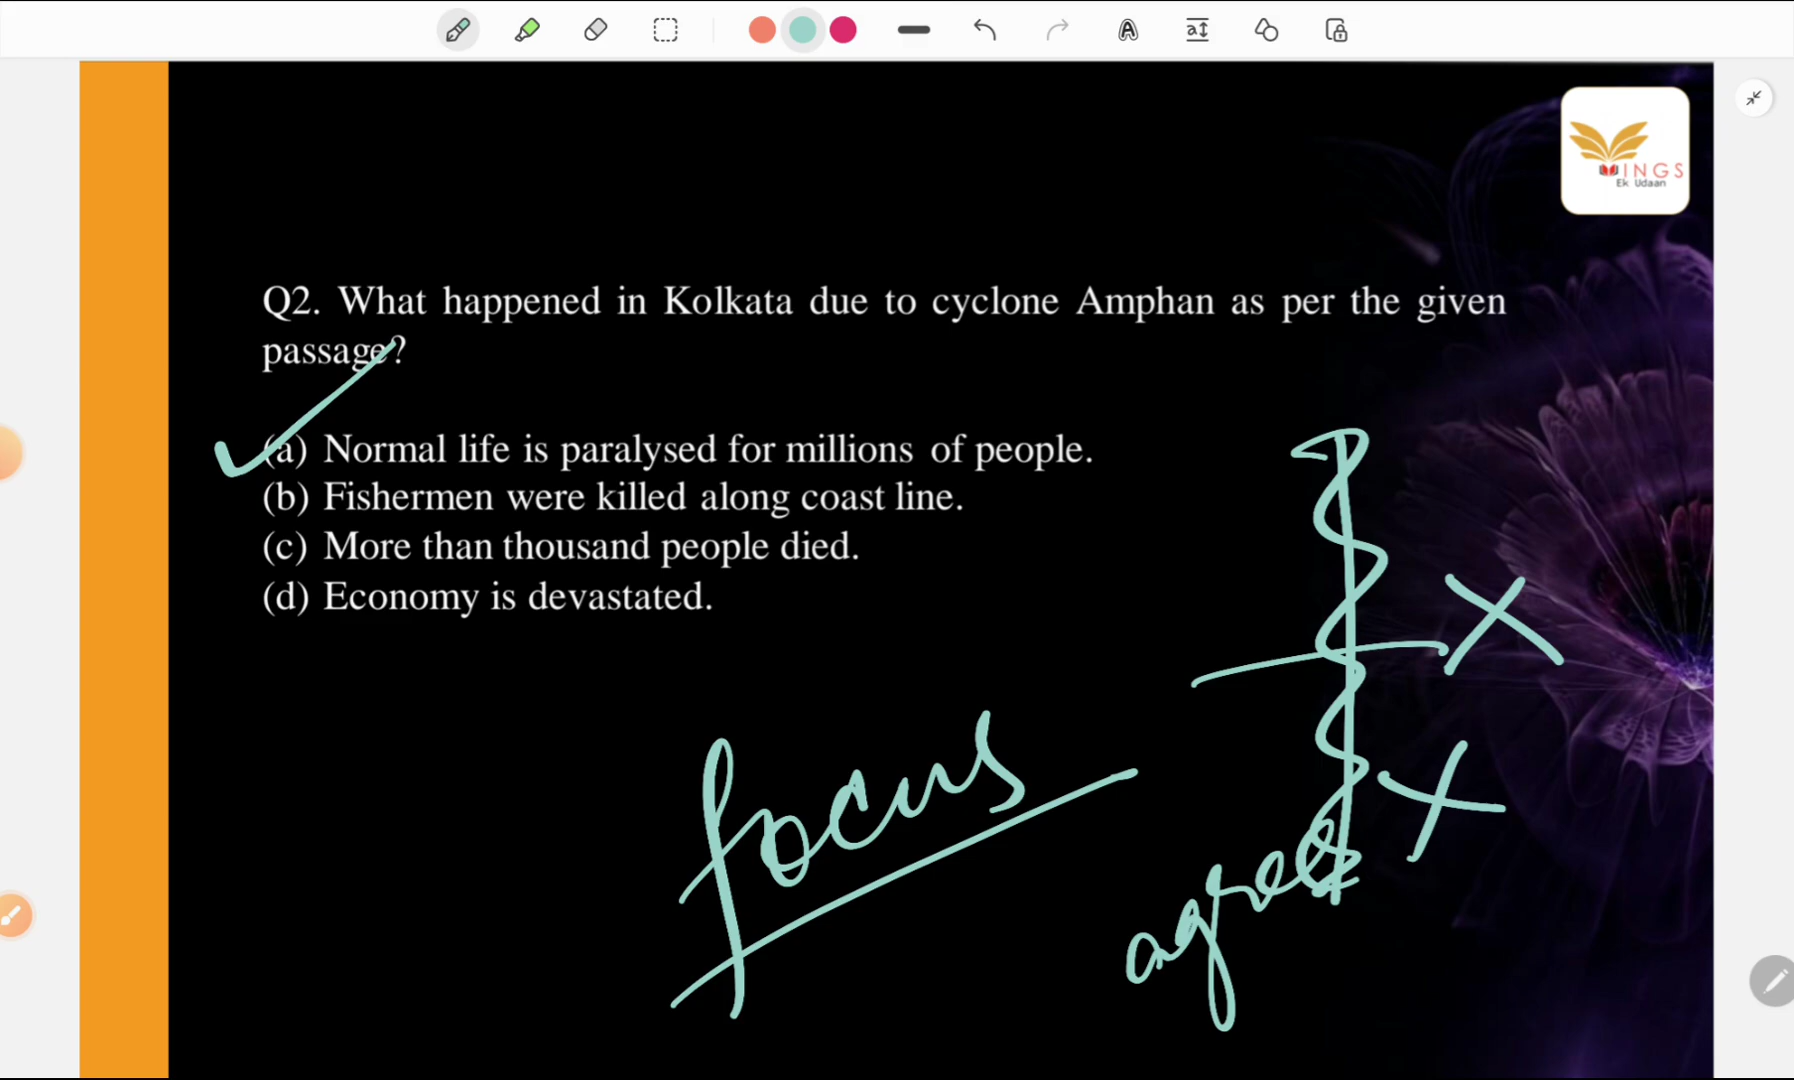 WINGS
Ek Udaan
Q2. What happened in Kolkata due to cyclone Amphan as per the given
passage?
(a) Normal life is paralysed for millions of people.
(b) Fishermen were killed along coast line.
(c) More than thousand people died.
(d) Economy is devastated.
focus